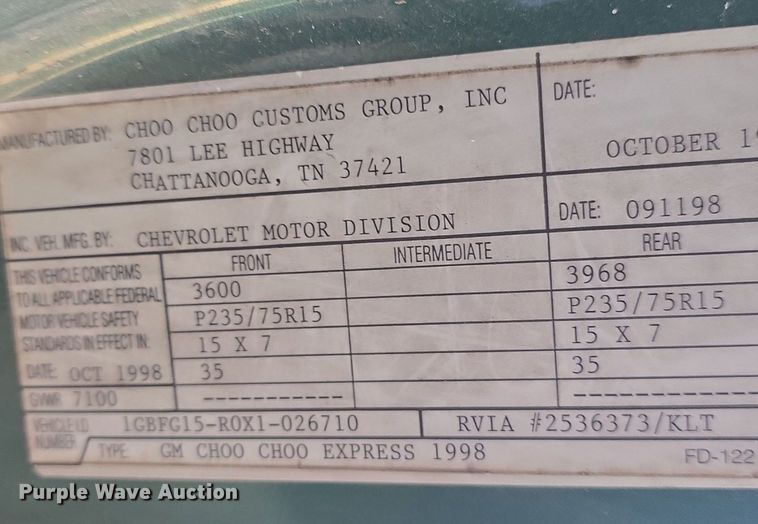 MANUFACTURED BY: CHOO CHOO CUSTOMS GROUP, INC
7801 LEE HIGHWAY
CHATTANOOGA, TN 37421
DATE:
OCTOBER 19
INC. VEH. MFG. BY: CHEVROLET MOTOR DIVISION
DATE: 091198
THIS VEHICLE CONFORMS
TO ALL APPLICABLE FEDERAL
MOTOR VEHICLE SAFETY
STANDARDS IN EFFECT IN:
DATE: OCT 1998
GVWR 7100
FRONT INTERMEDIATE REAR
3600 3968
P235/75R15 P235/75R15
15 X 7 15 X 7
35 35
----------- -----------
VEHICLE I.D. NUMBER 1GBFG15-R0X1-026710 RVIA #2536373/KLT
TYPE: GM CHOO CHOO EXPRESS 1998 FD-122
Purple Wave Auction